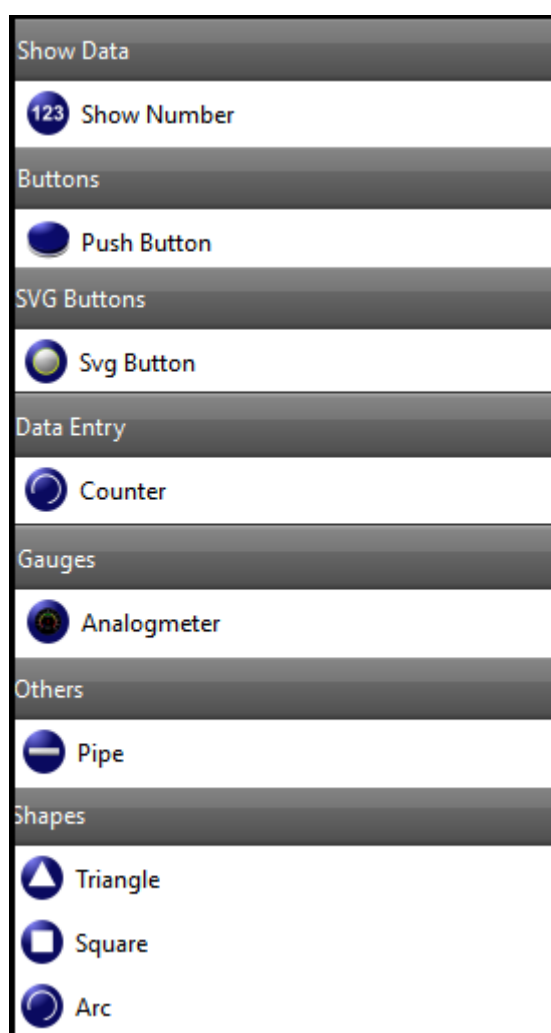 Show Data
123 Show Number
Buttons
Push Button
SVG Buttons
Svg Button
Data Entry
Counter
Gauges
Analogmeter
Others
Pipe
Shapes
Triangle
Square
Arc